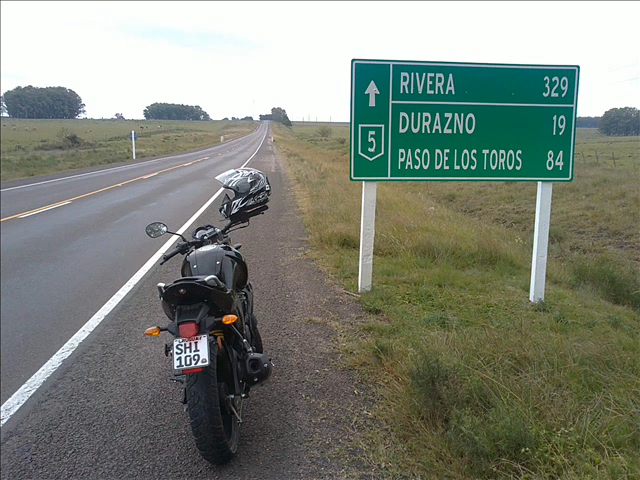 RIVERA 329
5
DURAZNO 19
PASO DE LOS TOROS 84
SHI
109